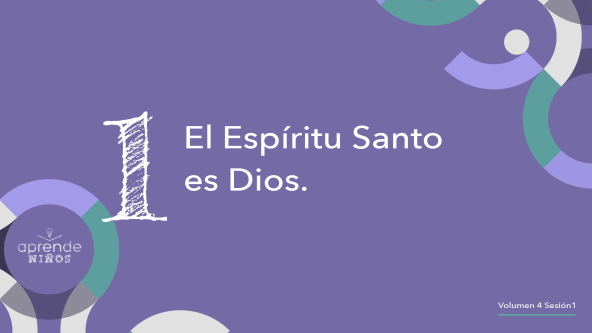 1
El Espíritu Santo
es Dios.
aprende
NIÑOS
Volumen 4 Sesión1